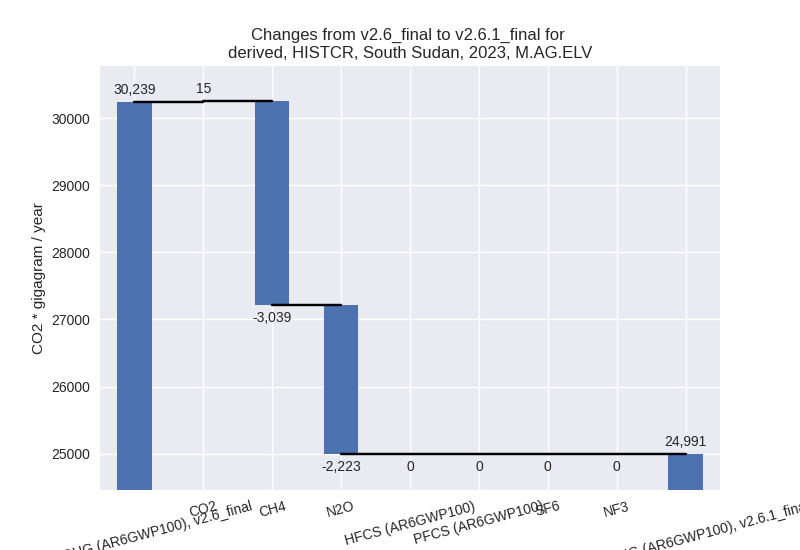 Changes from v2.6_final to v2.6.1_final for
derived, HISTCR, South Sudan, 2023, M.AG.ELV
CO2 * gigagram / year
30000
29000
28000
27000
26000
25000
30,239
15
-3,039
-2,223
0
0
0
0
24,991
(AR6GWP100), v2.6_final
CO2
CH4
N2O
HFCS (AR6GWP100)
PFCS (AR6GWP100)
SF6
NF3
(AR6GWP100), v2.6.1_final